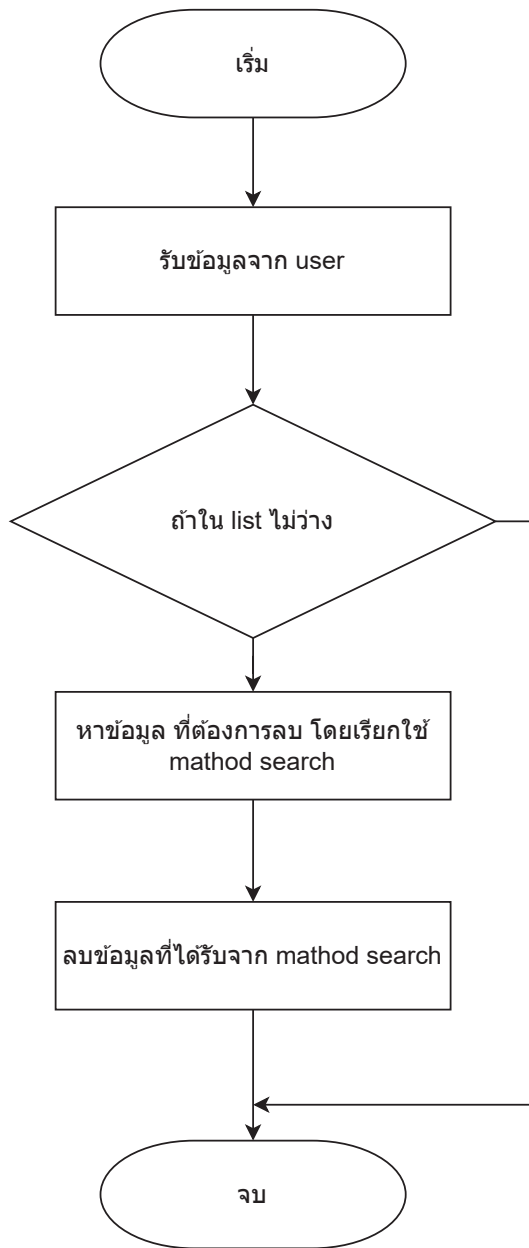 เริ่ม
รับข้อมูลจาก user
ถ้าใน list ไม่ว่าง
หาข้อมูล ที่ต้องการลบ โดยเรียกใช้
mathod search
ลบข้อมูลที่ได้รับจาก mathod search
จบ